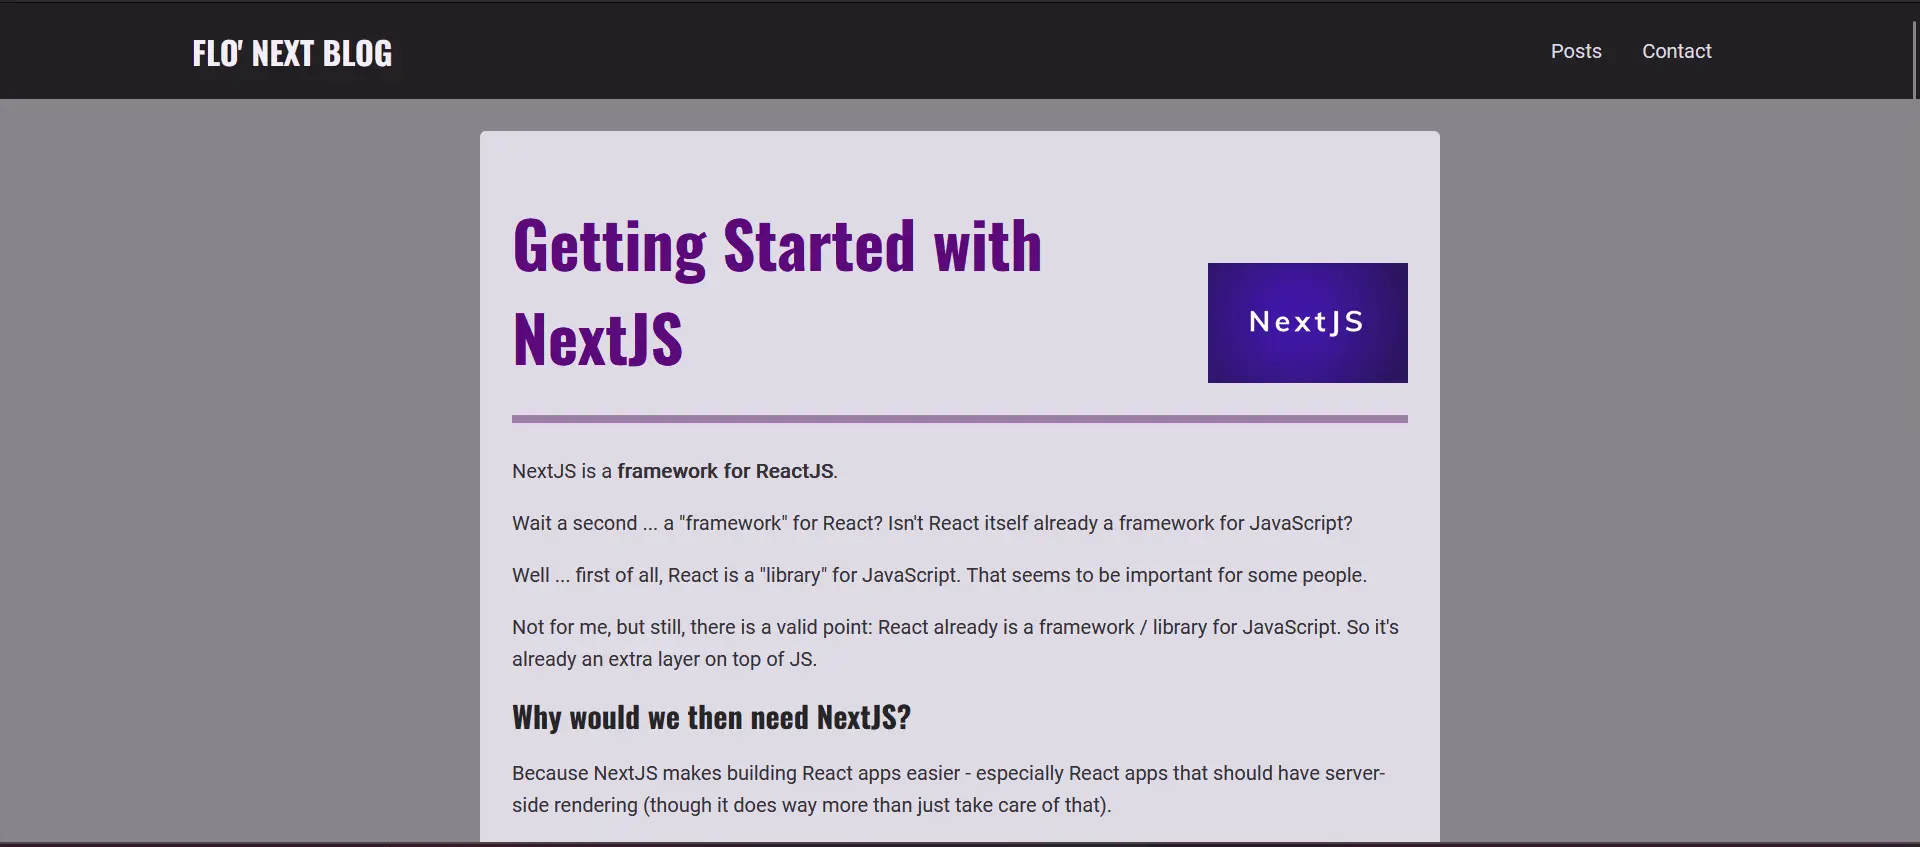 FLO' NEXT BLOG
Posts
Contact
Getting Started with
NextJS
NextJS
NextJS is a framework for ReactJS.
Wait a second ... a "framework" for React? Isn't React itself already a framework for JavaScript?
Well ... first of all, React is a "library" for JavaScript. That seems to be important for some people.
Not for me, but still, there is a valid point: React already is a framework / library for JavaScript. So it's
already an extra layer on top of JS.
Why would we then need NextJS?
Because NextJS makes building React apps easier - especially React apps that should have server-
side rendering (though it does way more than just take care of that).